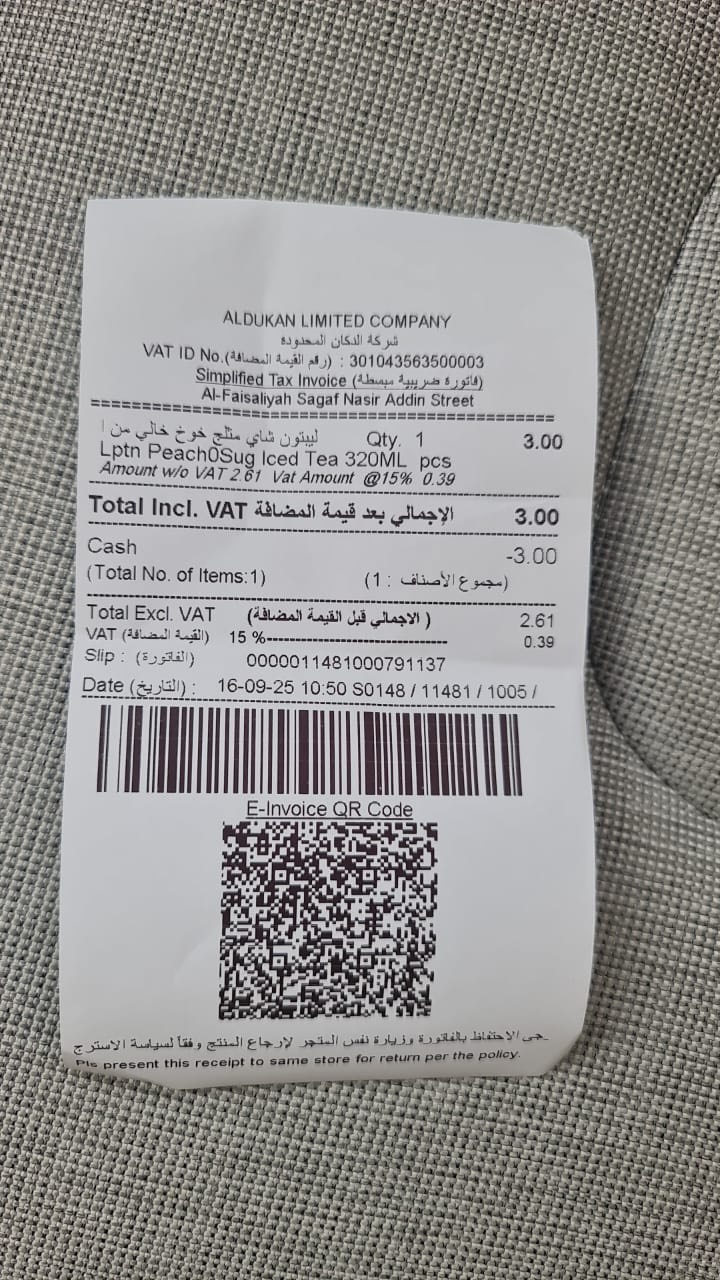 ALDUKAN LIMITED COMPANY
شركة الدكان المحدوده
VAT ID No.(رقم القيمة المضافة) : 301043563500003
Simplified Tax Invoice (فاتورة ضريبية مبسطة)
Al-Faisaliyah Sagaf Nasir Addin Street
ليبتون شاي مثلج خوخ خالي من ا Qty. 1 3.00
Lptn Peach0Sug Iced Tea 320ML pcs
Amount w/o VAT 2.61 Vat Amount @15% 0.39
Total Incl. VAT الإجمالي بعد قيمة المضافة 3.00
Cash -3.00
(Total No. of Items:1) (مجموع الأصناف : 1)
Total Excl. VAT (الاجمالي قبل القيمة المضافة ) 2.61
VAT (القيمة المضافة) 15 %------------------------------ 0.39
Slip : (الفاتورة) 0000011481000791137
Date (التاريخ) : 16-09-25 10:50 S0148 / 11481 / 1005 /
E-Invoice QR Code
جى الاحتفاظ بالفاتورة وزيارة نفس المتجر لإرجاع المنتج وفقاً لسياسة الاسترج
Pls present this receipt to same store for return per the policy.